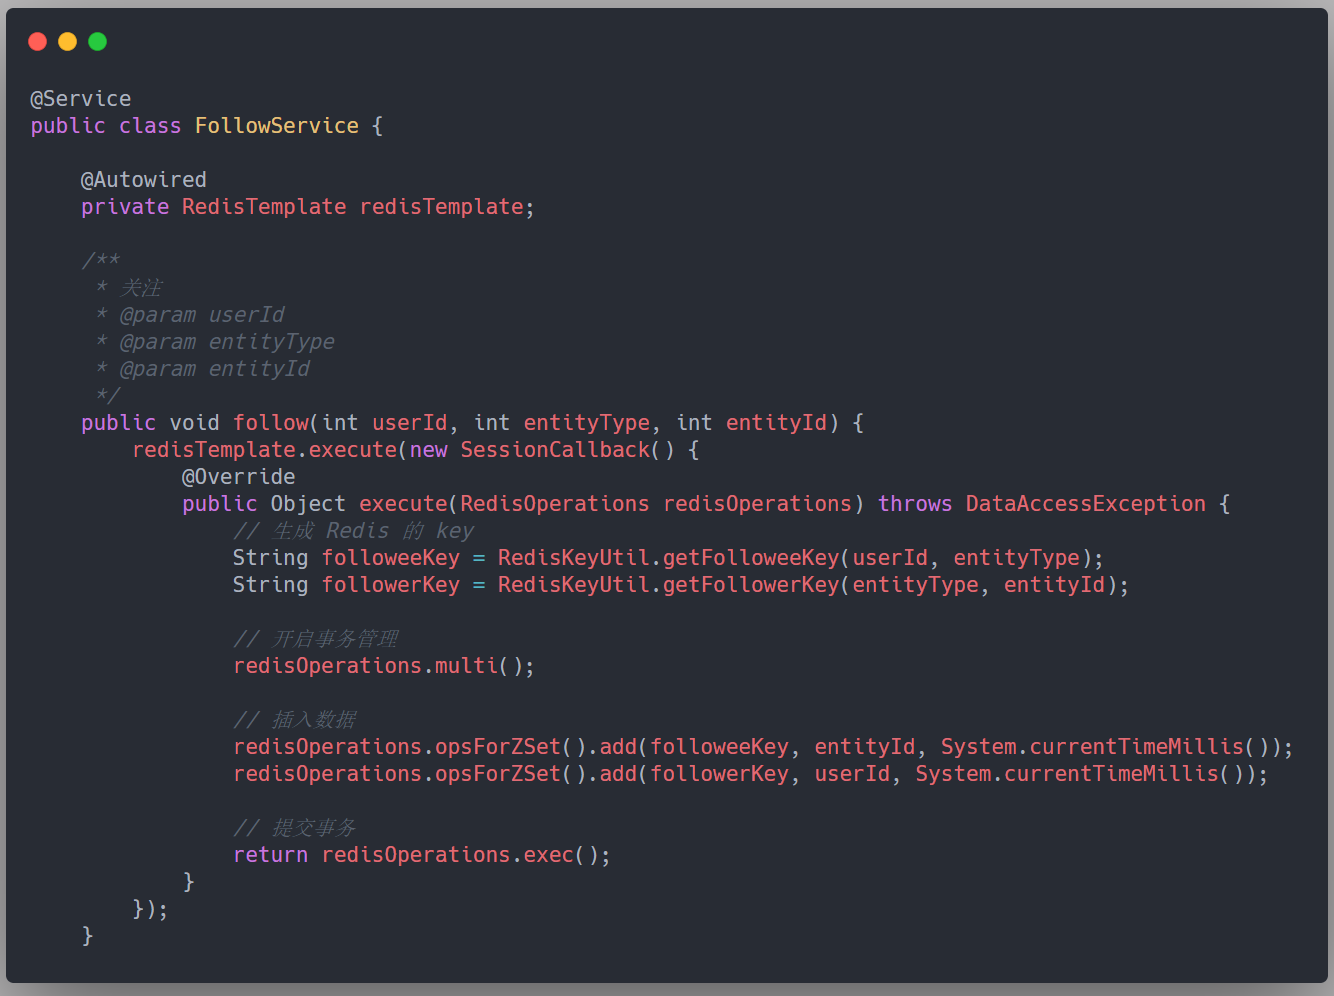 @Service
public class FollowService {
@Autowired
private RedisTemplate redisTemplate;
/**
* 关注
* @param userId
* @param entityType
* @param entityId
*/
public void follow(int userId, int entityType, int entityId) {
redisTemplate.execute(new SessionCallback() {
@Override
public Object execute(RedisOperations redisOperations) throws DataAccessException {
// 生成 Redis 的 key
String followeeKey = RedisKeyUtil.getFolloweeKey(userId, entityType);
String followerKey = RedisKeyUtil.getFollowerKey(entityType, entityId);
// 开启事务管理
redisOperations.multi();
// 插入数据
redisOperations.opsForZSet().add(followeeKey, entityId, System.currentTimeMillis());
redisOperations.opsForZSet().add(followerKey, userId, System.currentTimeMillis());
// 提交事务
return redisOperations.exec();
}
});
}